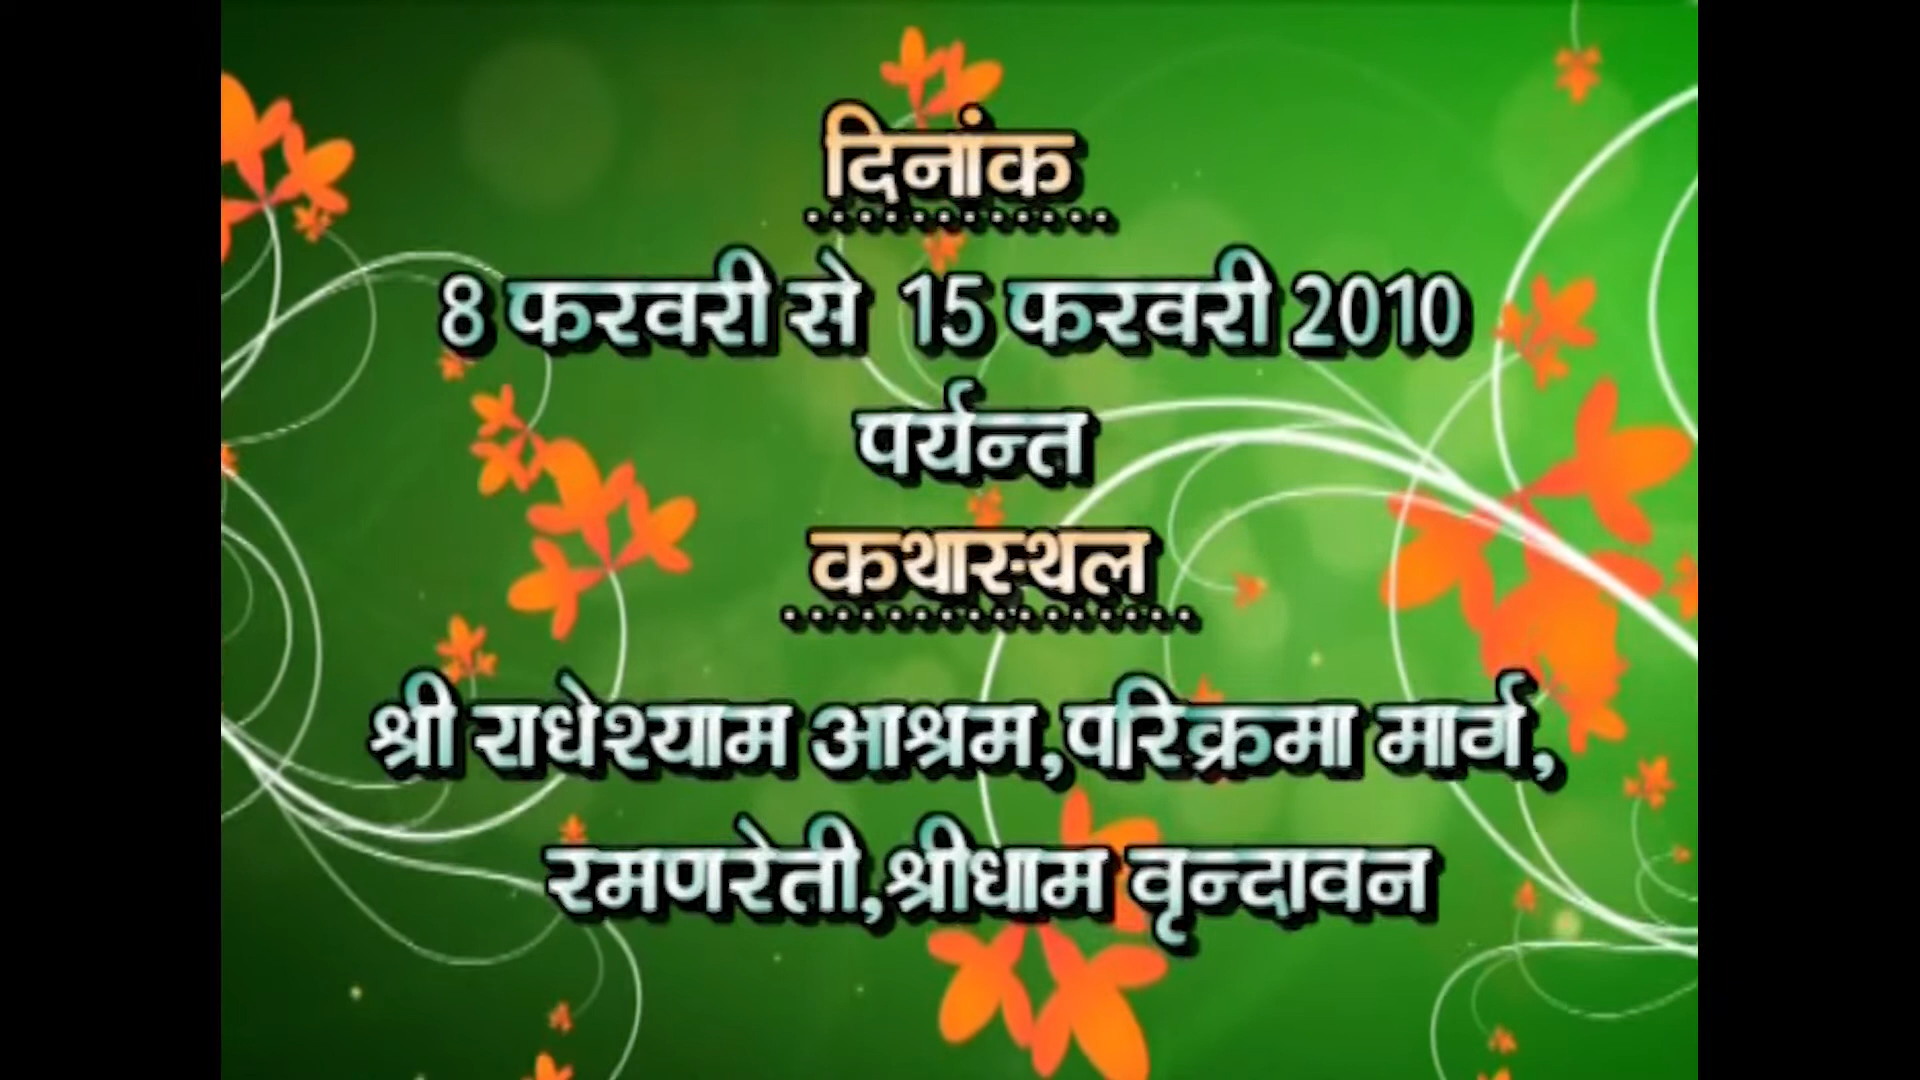 दिनांक
8 फरवरी से 15 फरवरी 2010
पर्यन्त
कथास्थल
श्री राधेश्याम आश्रम,परिक्रमा मार्ग,
रमणरेती,श्रीधाम वृन्दावन